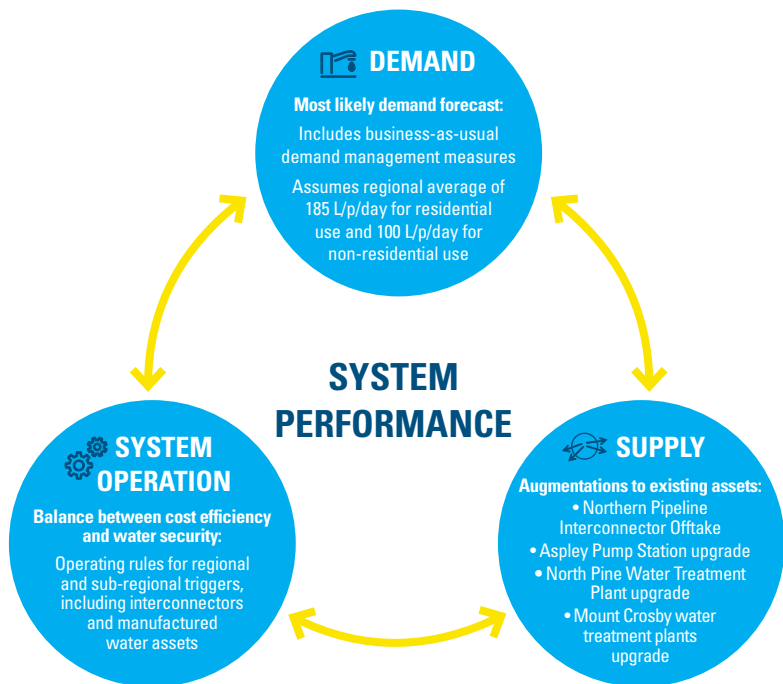 DEMAND
Most likely demand forecast:
Includes business-as-usual
demand management measures
Assumes regional average of
185 L/p/day for residential
use and 100 L/p/day for
non-residential use
SYSTEM
PERFORMANCE
SYSTEM
OPERATION
Balance between cost efficiency
and water security:
Operating rules for regional
and sub-regional triggers,
including interconnectors
and manufactured
water assets
SUPPLY
Augmentations to existing assets:
• Northern Pipeline
Interconnector Offtake
• Aspley Pump Station upgrade
• North Pine Water Treatment
Plant upgrade
• Mount Crosby water
treatment plants
upgrade